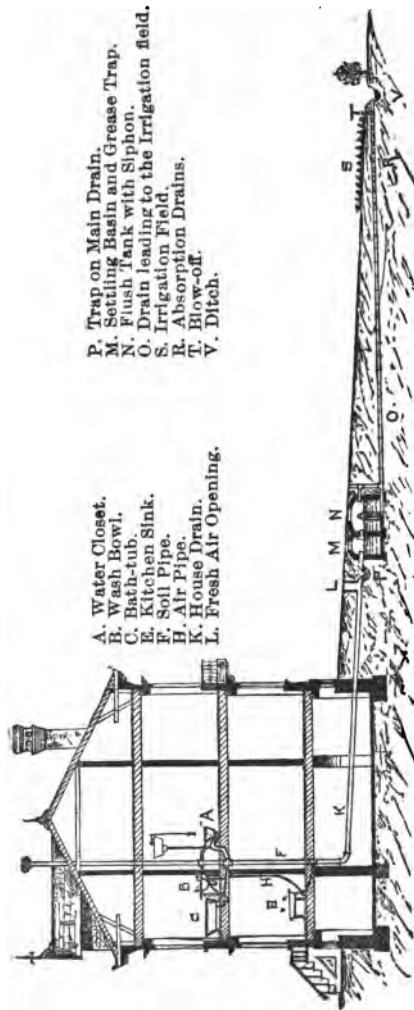 A. Water Closet.
B. Wash Bowl.
C. Bath-tub.
E. Kitchen Sink.
F. Soil Pipe.
H. Air Pipe.
K. House Drain.
L. Fresh Air Opening.
P. Trap on Main Drain.
M. Settling Basin and Grease Trap.
N. Flush Tank with Siphon.
O. Drain leading to the Irrigation field.
S. Irrigation Field.
R. Absorption Drains.
T. Blow-off.
V. Ditch.
A
B
C
H
E
F
K
L
M
N
P
O.
S
R
T
V